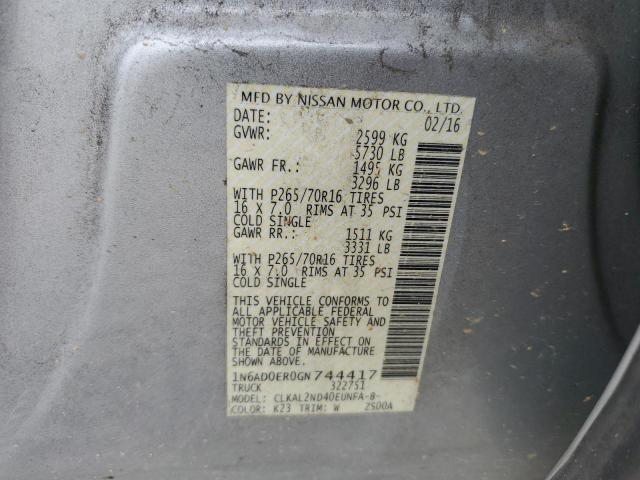 MFD BY NISSAN MOTOR CO., LTD.
DATE: 02/16
GVWR: 2599 KG
5730 LB
GAWR FR.: 1495 KG
3296 LB
WITH P265/70R16 TIRES
16 X 7.0 RIMS AT 35 PSI
COLD SINGLE
GAWR RR.: 1511 KG
3331 LB
WITH P265/70R16 TIRES
16 X 7.0 RIMS AT 35 PSI
COLD SINGLE
THIS VEHICLE CONFORMS TO
ALL APPLICABLE FEDERAL
MOTOR VEHICLE SAFETY AND
THEFT PREVENTION
STANDARDS IN EFFECT ON
THE DATE OF MANUFACTURE
SHOWN ABOVE.
1N6AD0ER0GN744417
TRUCK 322751
MODEL: CLKAL2ND40EUNFA-8-
COLOR: K23 TRIM: W ZS00A